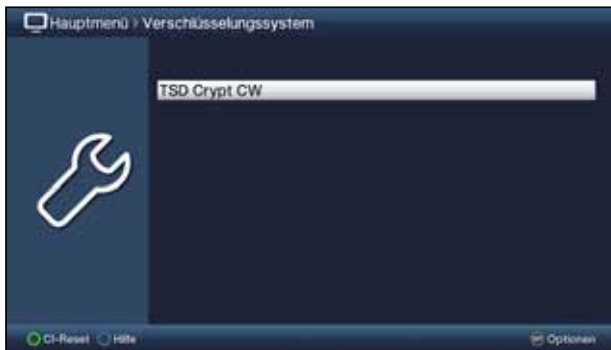 Hauptmenü › Verschlüsselungssystem
TSD Crypt CW
CI-Reset Hilfe Optionen